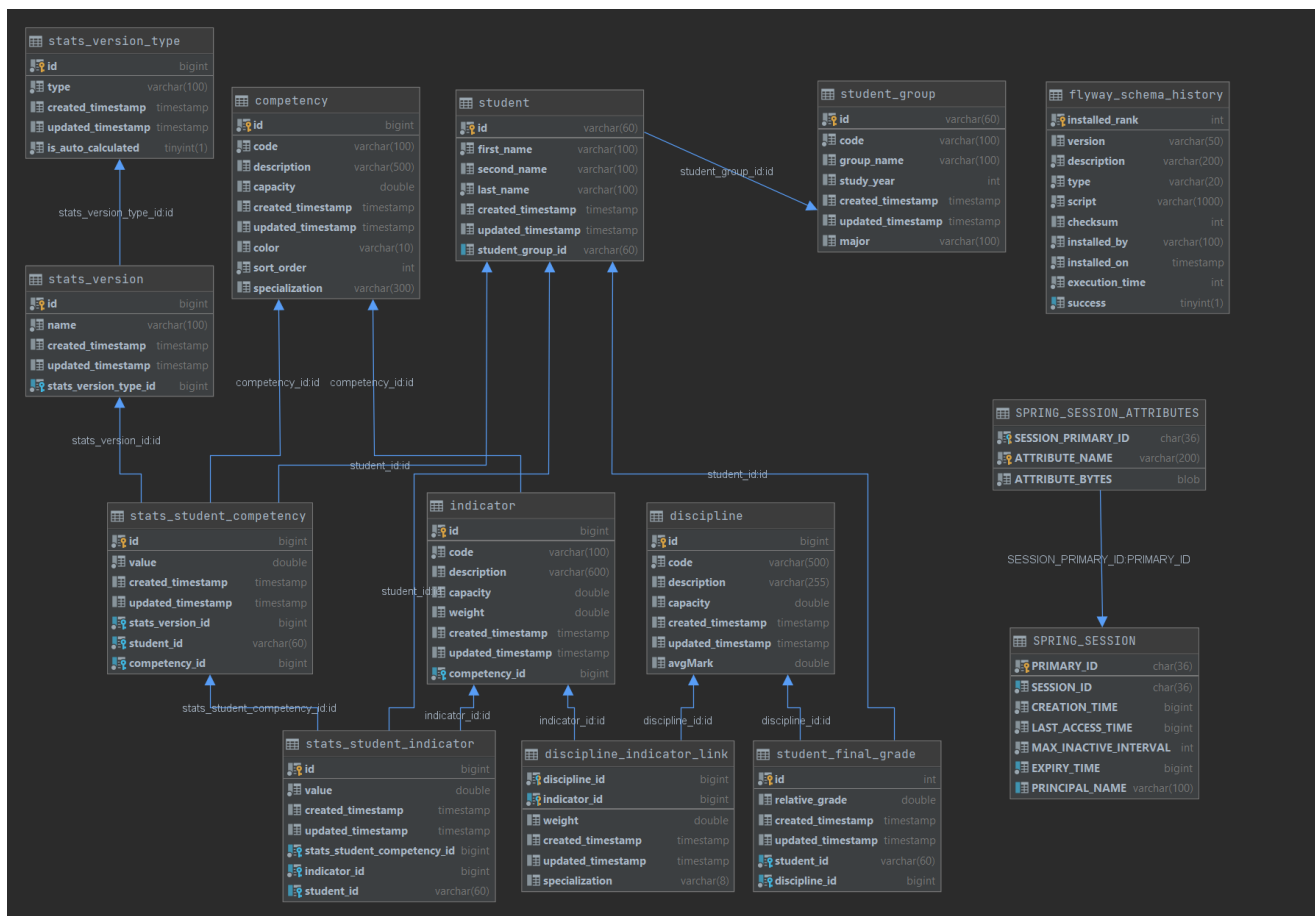 stats_version_type
id bigint
type varchar(100)
created_timestamp timestamp
updated_timestamp timestamp
is_auto_calculated tinyint(1)
competency
id bigint
code varchar(100)
description varchar(500)
capacity double
created_timestamp timestamp
updated_timestamp timestamp
color varchar(10)
sort_order int
specialization varchar(300)
student
id varchar(60)
first_name varchar(100)
second_name varchar(100)
last_name varchar(100)
created_timestamp timestamp
updated_timestamp timestamp
student_group_id varchar(60)
student_group_id:id
student_group
id varchar(60)
code varchar(100)
group_name varchar(100)
study_year int
created_timestamp timestamp
updated_timestamp timestamp
major varchar(100)
flyway_schema_history
installed_rank int
version varchar(50)
description varchar(200)
type varchar(20)
script varchar(1000)
checksum int
installed_by varchar(100)
installed_on timestamp
execution_time int
success tinyint(1)
stats_version_type_id:id
stats_version
id bigint
name varchar(100)
created_timestamp timestamp
updated_timestamp timestamp
stats_version_type_id bigint
competency_id:id
competency_id:id
stats_version_id:id
student_id:id
student_id:id
SPRING_SESSION_ATTRIBUTES
SESSION_PRIMARY_ID char(36)
ATTRIBUTE_NAME varchar(200)
ATTRIBUTE_BYTES blob
SESSION_PRIMARY_ID:PRIMARY_ID
stats_student_competency
id bigint
value double
created_timestamp timestamp
updated_timestamp timestamp
stats_version_id bigint
student_id varchar(60)
competency_id bigint
student_id:id
indicator
id bigint
code varchar(100)
description varchar(600)
capacity double
weight double
created_timestamp timestamp
updated_timestamp timestamp
competency_id bigint
discipline
id bigint
code varchar(500)
description varchar(255)
capacity double
created_timestamp timestamp
updated_timestamp timestamp
avgMark double
SPRING_SESSION
PRIMARY_ID char(36)
SESSION_ID char(36)
CREATION_TIME bigint
LAST_ACCESS_TIME bigint
MAX_INACTIVE_INTERVAL int
EXPIRY_TIME bigint
PRINCIPAL_NAME varchar(100)
stats_student_competency_id:id
indicator_id:id
indicator_id:id
discipline_id:id
discipline_id:id
stats_student_indicator
id bigint
value double
created_timestamp timestamp
updated_timestamp timestamp
stats_student_competency_id bigint
indicator_id bigint
student_id varchar(60)
discipline_indicator_link
discipline_id bigint
indicator_id bigint
weight double
created_timestamp timestamp
updated_timestamp timestamp
specialization varchar(8)
student_final_grade
id int
relative_grade double
created_timestamp timestamp
updated_timestamp timestamp
student_id varchar(60)
discipline_id bigint